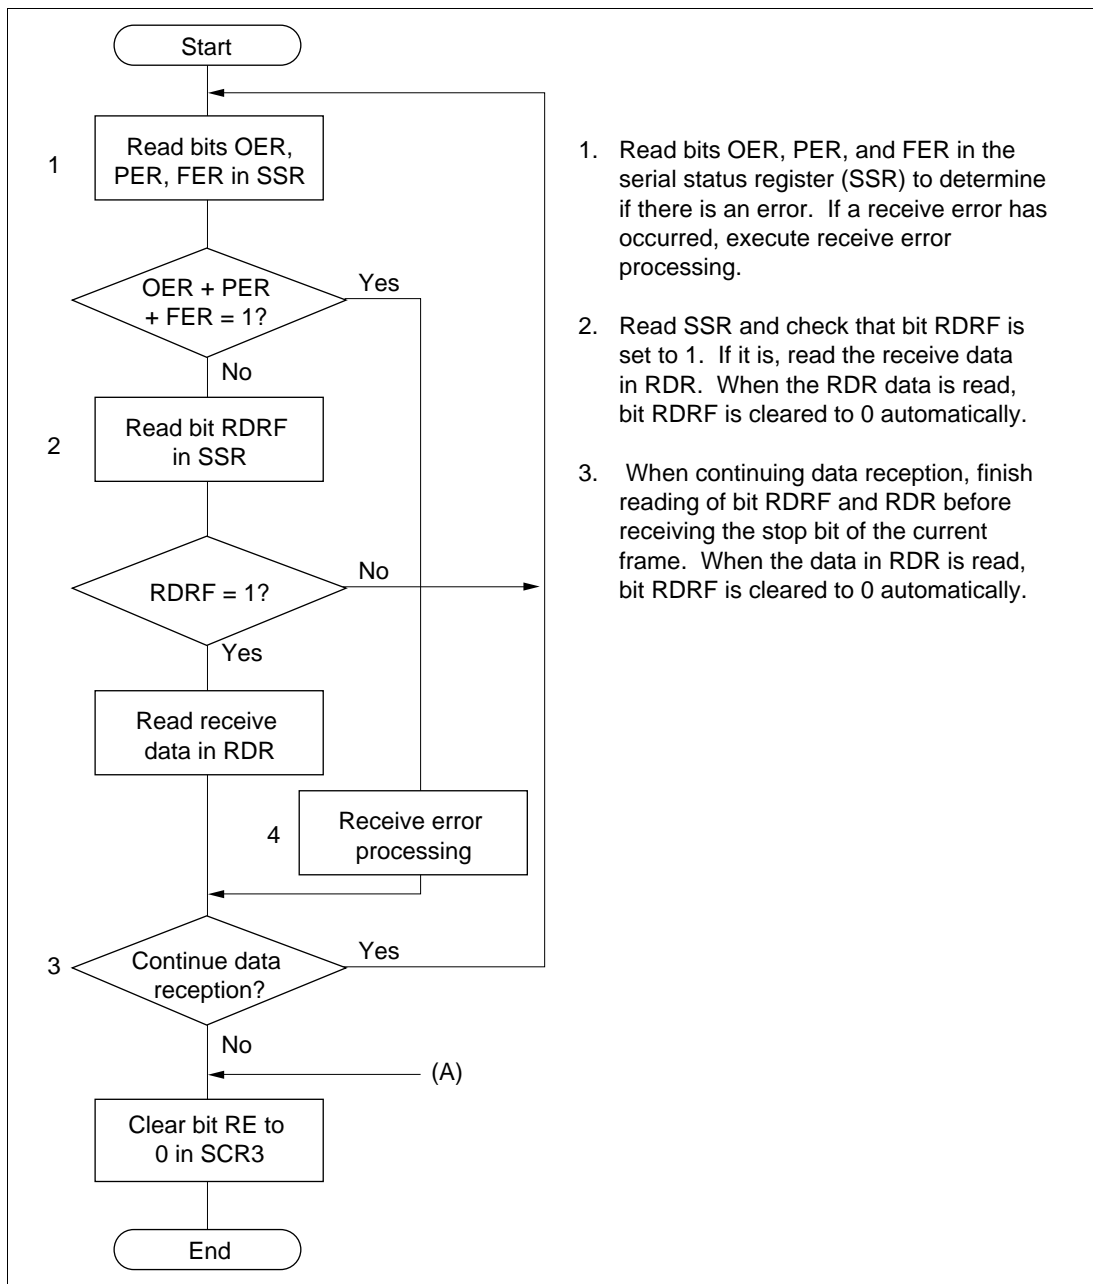 Start
1
Read bits OER,
PER, FER in SSR
OER + PER
+ FER = 1?
Yes
No
2
Read bit RDRF
in SSR
RDRF = 1?
No
Yes
Read receive
data in RDR
4
Receive error
processing
3
Continue data
reception?
Yes
No
(A)
Clear bit RE to
0 in SCR3
End
1. Read bits OER, PER, and FER in the
serial status register (SSR) to determine
if there is an error. If a receive error has
occurred, execute receive error
processing.
2. Read SSR and check that bit RDRF is
set to 1. If it is, read the receive data
in RDR. When the RDR data is read,
bit RDRF is cleared to 0 automatically.
3. When continuing data reception, finish
reading of bit RDRF and RDR before
receiving the stop bit of the current
frame. When the data in RDR is read,
bit RDRF is cleared to 0 automatically.